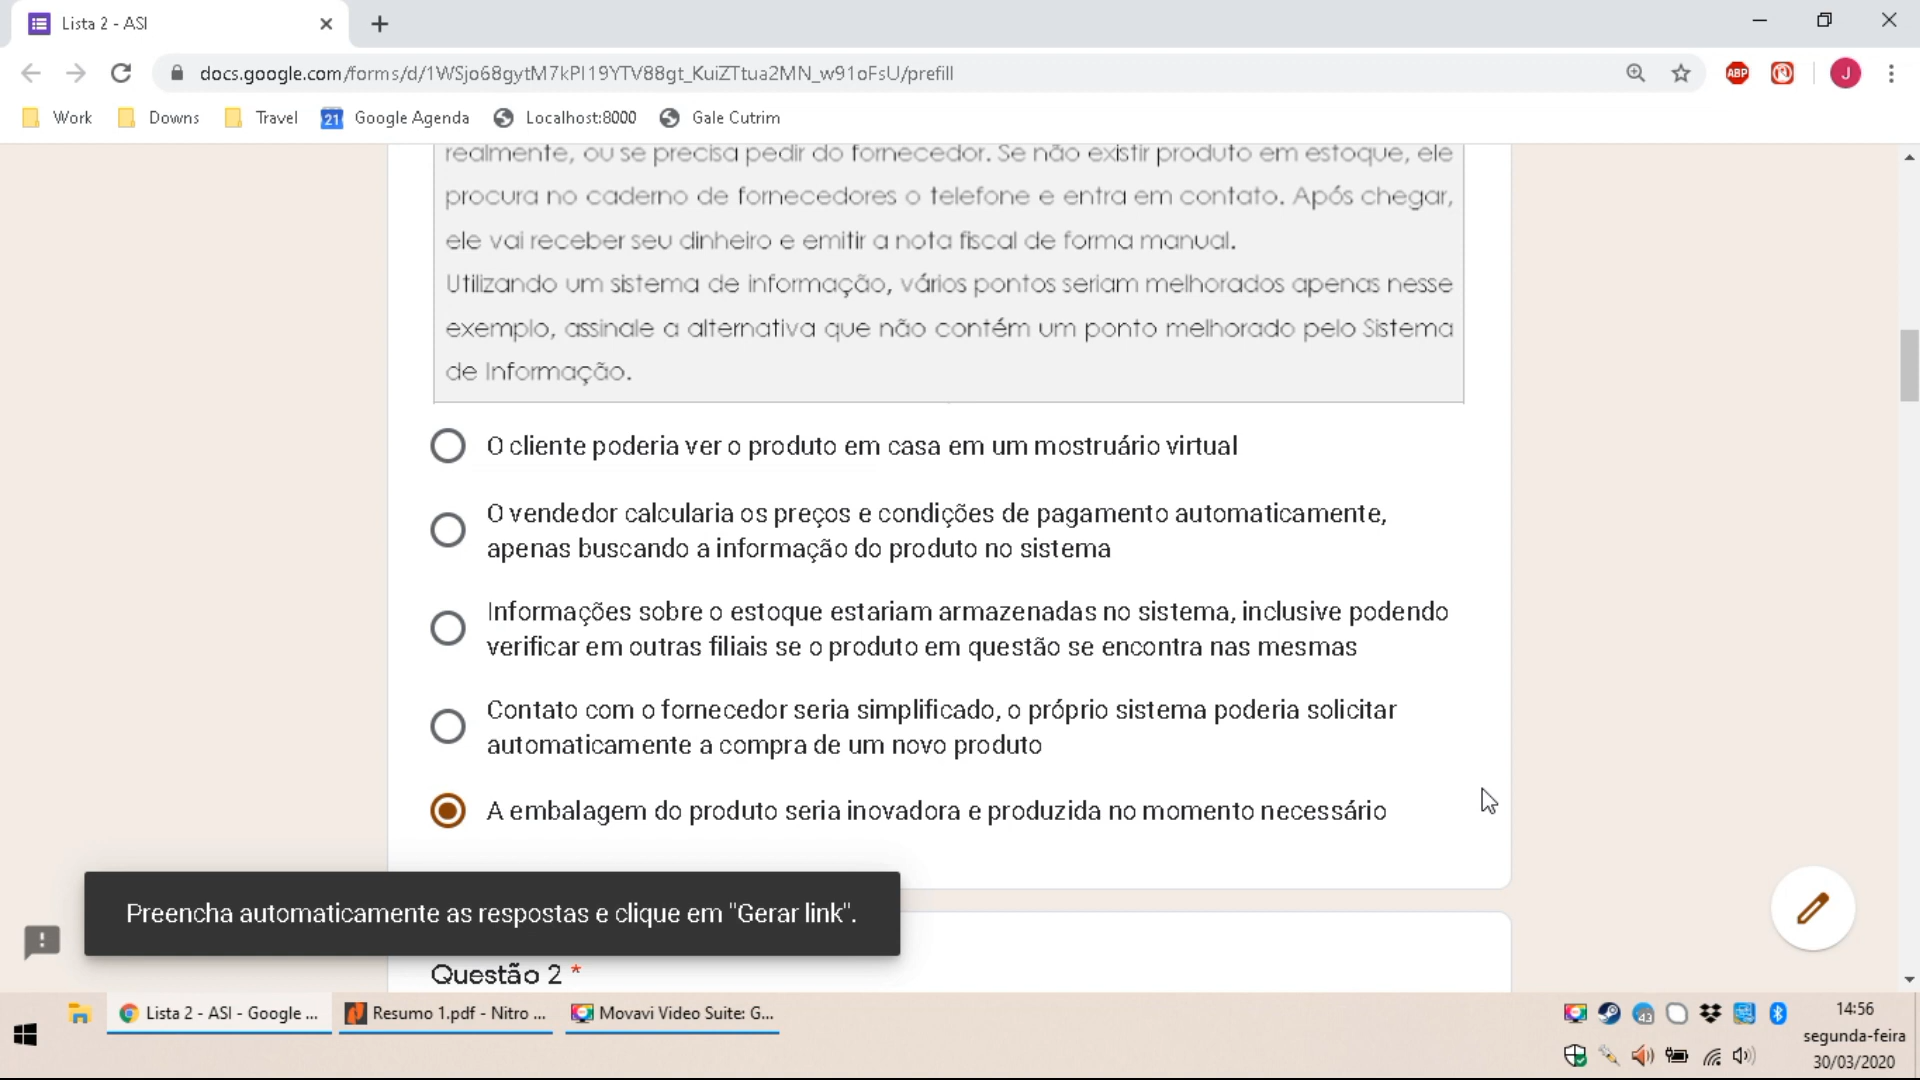 Lista 2 - ASI
docs.google.com/forms/d/1WSjo68gytM7kPI19YTV88gt_KuiZTtua2MN_w91oFsU/prefill
ABP
J
Work
Downs
Travel
21
Google Agenda
Localhost:8000
Gale Cutrim
realmente, ou se precisa pedir do fornecedor. Se não existir produto em estoque, ele
procura no caderno de fornecedores o telefone e entra em contato. Após chegar,
ele vai receber seu dinheiro e emitir a nota fiscal de forma manual.
Utilizando um sistema de informação, vários pontos seriam melhorados apenas nesse
exemplo, assinale a alternativa que não contém um ponto melhorado pelo Sistema
de Informação.
O cliente poderia ver o produto em casa em um mostruário virtual
O vendedor calcularia os preços e condições de pagamento automaticamente,
apenas buscando a informação do produto no sistema
Informações sobre o estoque estariam armazenadas no sistema, inclusive podendo
verificar em outras filiais se o produto em questão se encontra nas mesmas
Contato com o fornecedor seria simplificado, o próprio sistema poderia solicitar
automaticamente a compra de um novo produto
A embalagem do produto seria inovadora e produzida no momento necessário
Preencha automaticamente as respostas e clique em "Gerar link".
Questão 2 *
Lista 2 - ASI - Google ...
Resumo 1.pdf - Nitro ...
Movavi Video Suite: G...
43
14:56
segunda-feira
30/03/2020